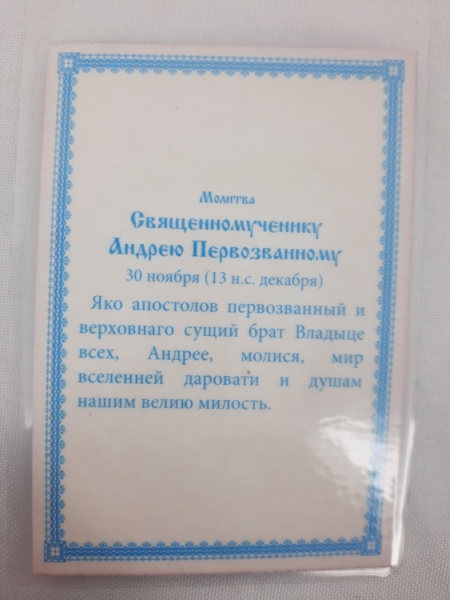 Молитва
Священномученику
Андрею Первозванному
30 ноября (13 н.с. декабря)
Яко апостолов первозванный и
верховнаго сущий брат Владыце
всех, Андрее, молися, мир
вселенней даровати и душам
нашим велию милость.